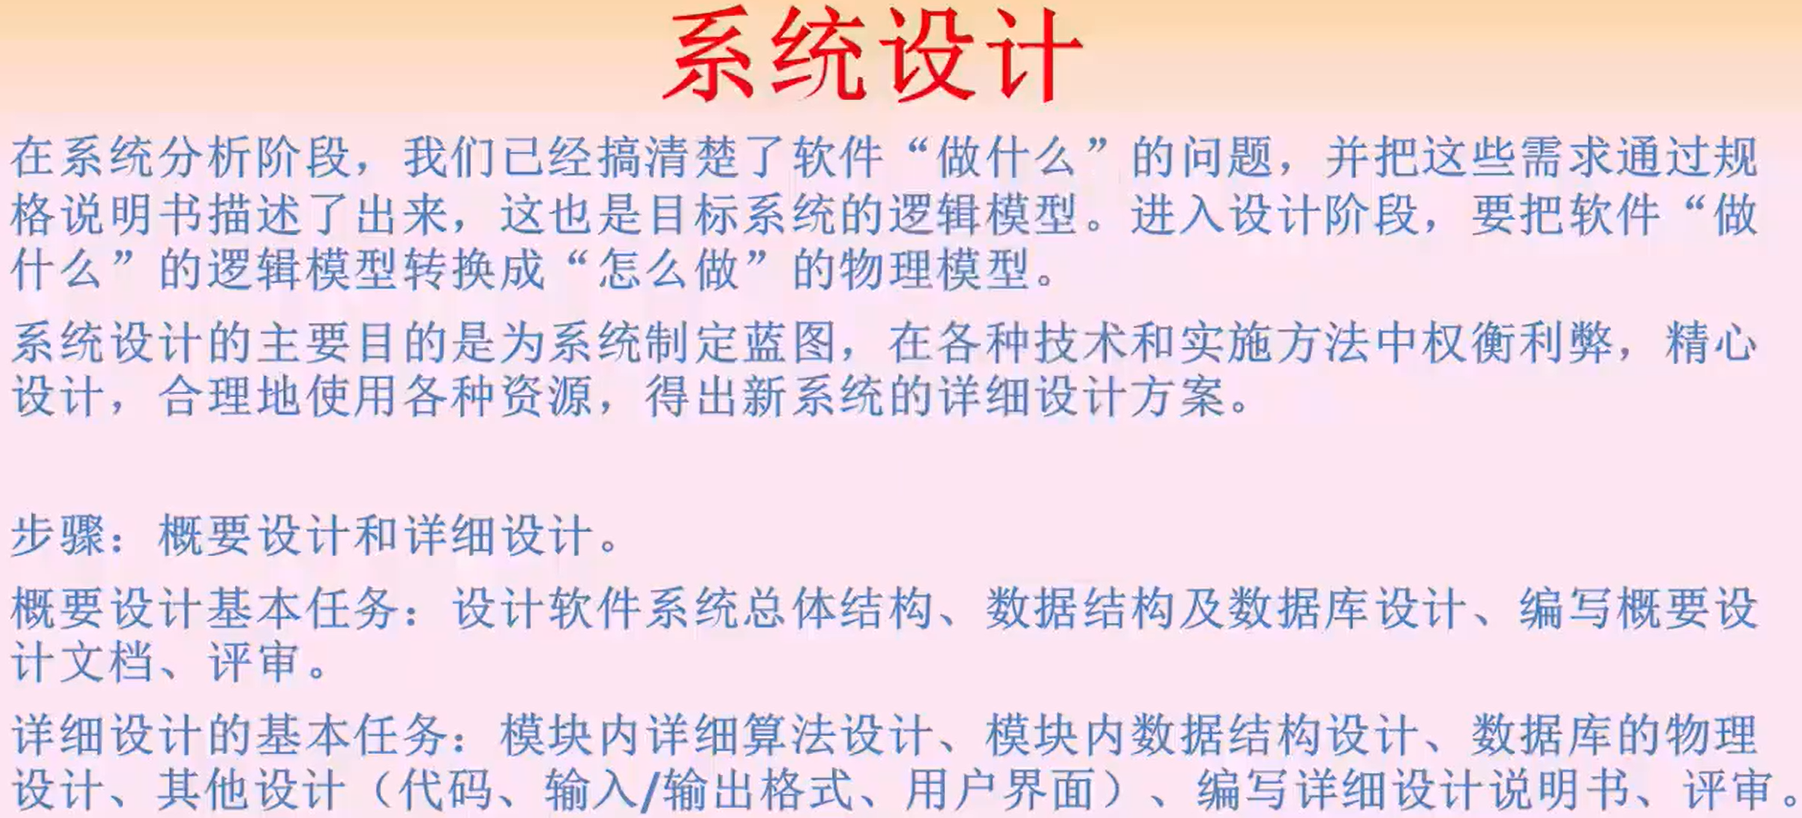 系统设计
在系统分析阶段，我们已经搞清楚了软件“做什么”的问题，并把这些需求通过规
格说明书描述了出来，这也是目标系统的逻辑模型。进入设计阶段，要把软件“做
什么”的逻辑模型转换成“怎么做”的物理模型。
系统设计的主要目的是为系统制定蓝图，在各种技术和实施方法中权衡利弊，精心
设计，合理地使用各种资源，得出新系统的详细设计方案。
步骤：概要设计和详细设计。
概要设计基本任务：设计软件系统总体结构、数据结构及数据库设计、编写概要设
计文档、评审。
详细设计的基本任务：模块内详细算法设计、模块内数据结构设计、数据库的物理
设计、其他设计（代码、输入/输出格式、用户界面）、编写详细设计说明书、评审。